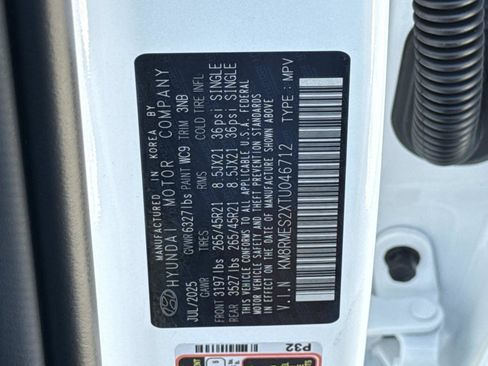 MANUFACTURED IN KOREA BY
HYUNDAI MOTOR COMPANY
JUL/2025 GVWR 6327lbs PAINT WC9 TRIM 3NB
GAWR TIRES RIMS COLD TIRE INFL
FRONT 3197lbs 265/45R21 8.5JX21 36psi SINGLE
REAR 3527lbs 265/45R21 8.5JX21 36psi SINGLE
THIS VEHICLE CONFORMS TO ALL APPLICABLE U.S.A. FEDERAL
MOTOR VEHICLE SAFETY, BUMPER, AND THEFT PREVENTION
STANDARDS IN EFFECT ON THE DATE OF MANUFACTURE SHOWN ABOVE
V.I.N KM8RMES2XTU046712 TYPE: MPV
P32